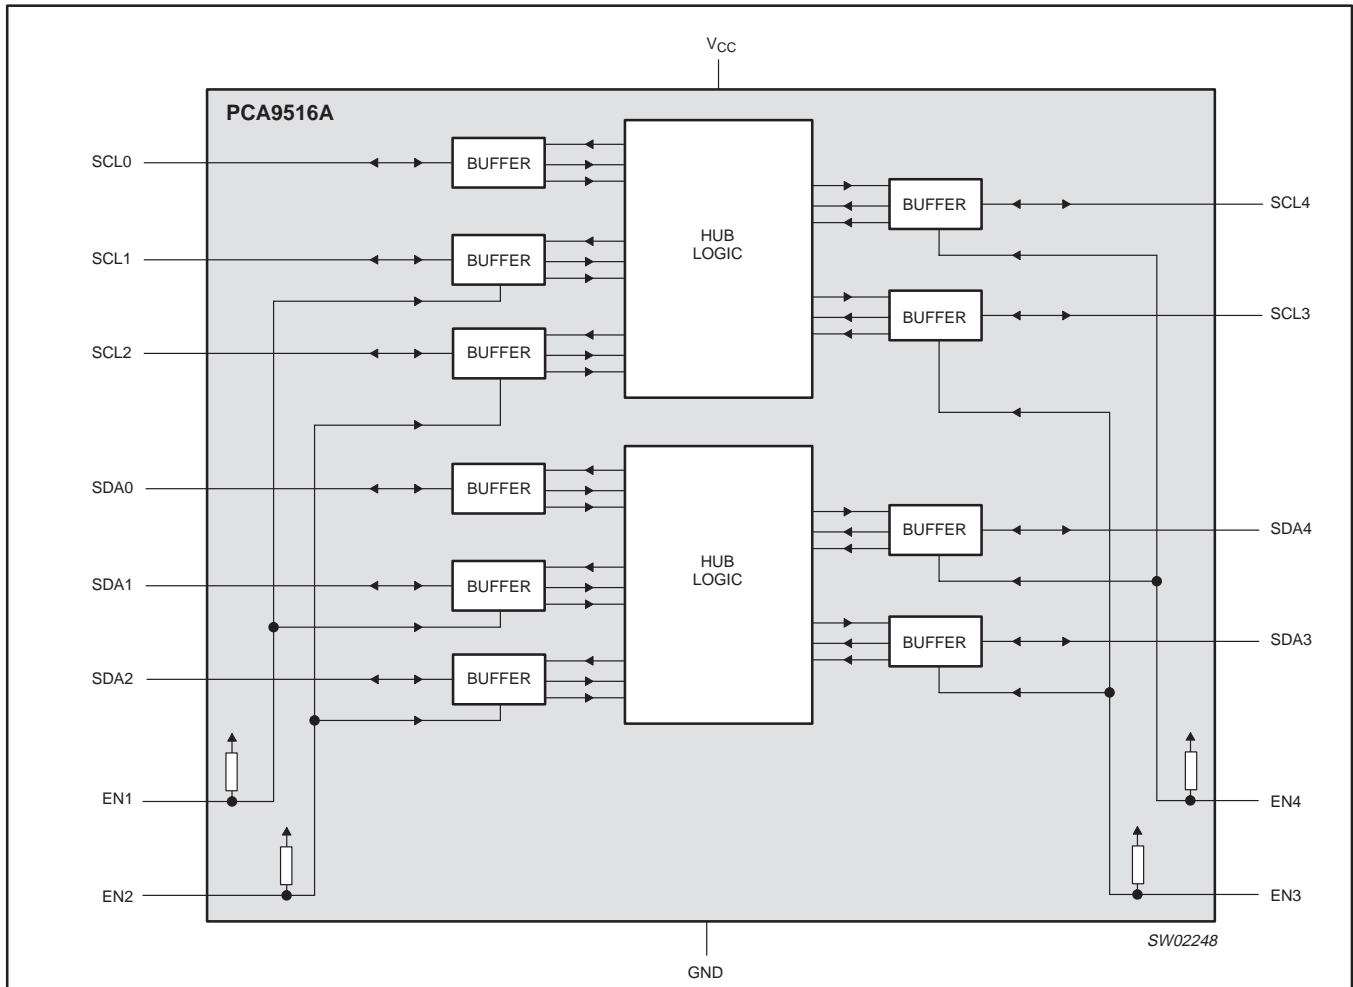 VCC
PCA9516A
SCL0
BUFFER
HUB
LOGIC
BUFFER
SCL4
SCL1
BUFFER
BUFFER
SCL3
SCL2
BUFFER
SDA0
BUFFER
BUFFER
SDA4
HUB
LOGIC
SDA1
BUFFER
BUFFER
SDA3
SDA2
BUFFER
EN1
EN4
EN2
EN3
SW02248
GND